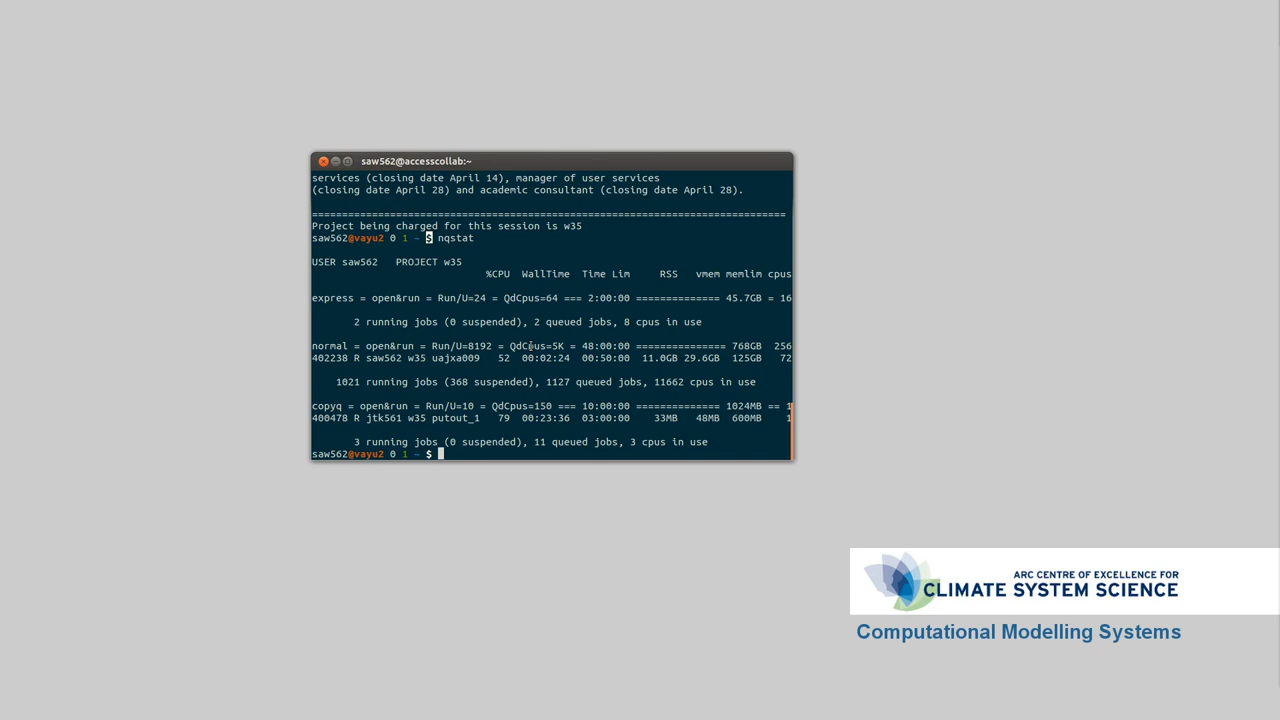 saw562@accesscollab:~
services (closing date April 14), manager of user services
(closing date April 28) and academic consultant (closing date April 28).
===============================================================================
Project being charged for this session is w35
saw562@vayu2 0 1 ~ $ nqstat
USER saw562   PROJECT w35
%CPU  WallTime  Time Lim     RSS   vmem memlim cpus
express = open&run = Run/U=24 = QdCpus=64 === 2:00:00 ============== 45.7GB = 16
2 running jobs (0 suspended), 2 queued jobs, 8 cpus in use
normal = open&run = Run/U=8192 = QdCpus=5K = 48:00:00 =============== 768GB  256
402238 R saw562 w35 uajxa009   52  00:02:24  00:50:00  11.0GB 29.6GB  125GB   72
1021 running jobs (368 suspended), 1127 queued jobs, 11662 cpus in use
copyq = open&run = Run/U=10 = QdCpus=150 === 10:00:00 ============== 1024MB == 1
400478 R jtk561 w35 putout_1   79  00:23:36  03:00:00    33MB   48MB  600MB    1
3 running jobs (0 suspended), 11 queued jobs, 3 cpus in use
saw562@vayu2 0 1 ~ $
ARC CENTRE OF EXCELLENCE FOR
CLIMATE SYSTEM SCIENCE
Computational Modelling Systems